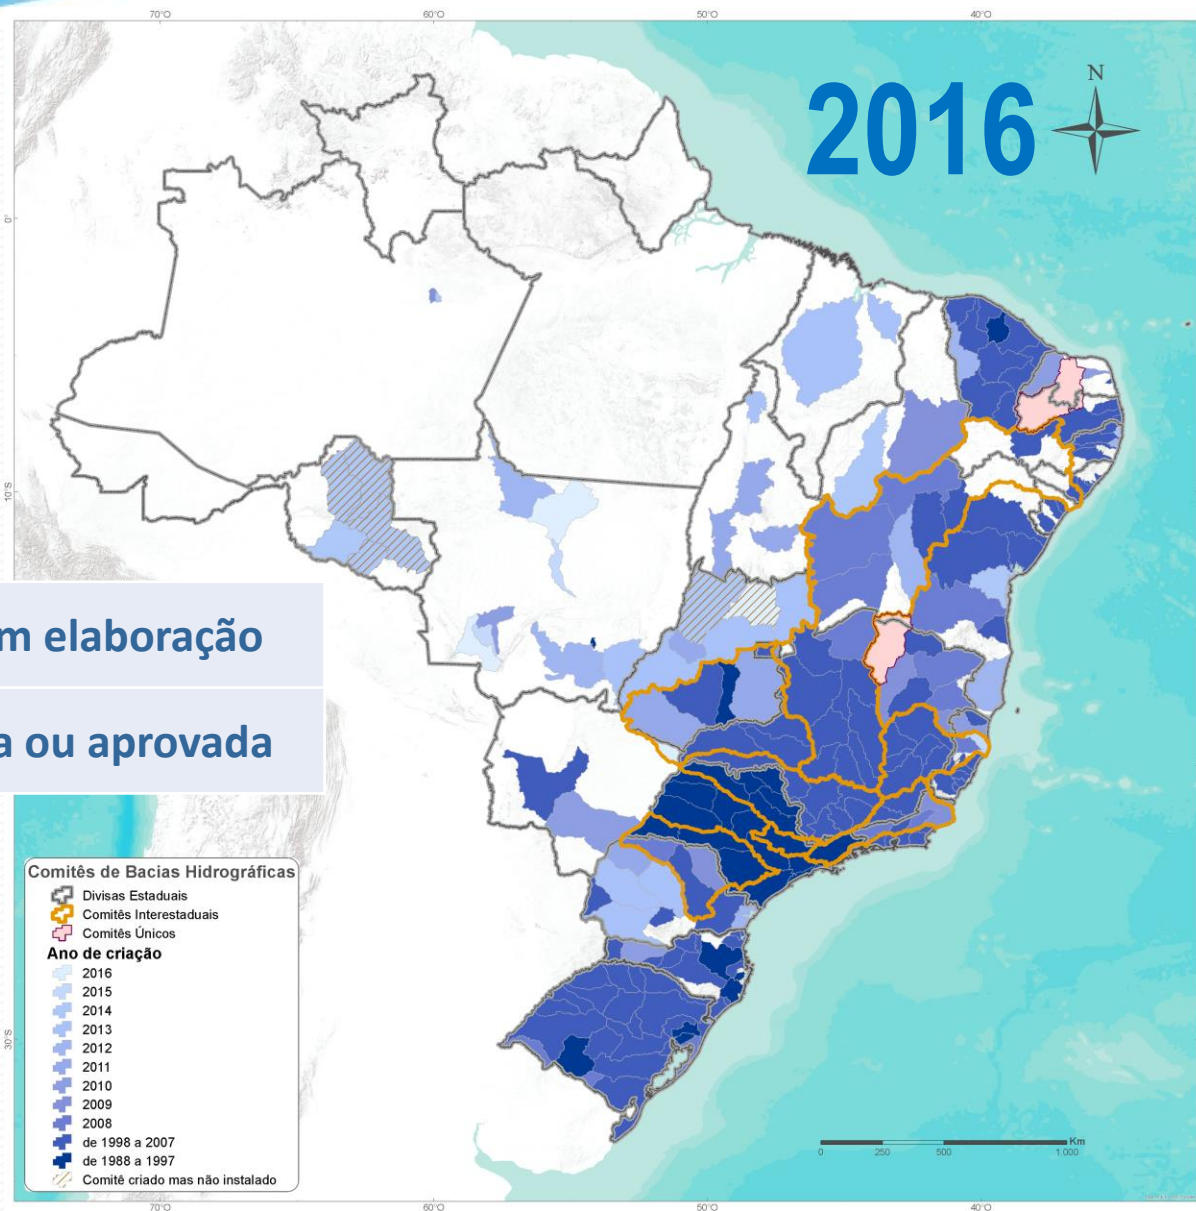 70°O 60°O 50°O 40°O
2016
N
0°
10°S
m elaboração
a ou aprovada
Comitês de Bacias Hidrográficas
Divisas Estaduais
Comitês Interestaduais
Comitês Únicos
Ano de criação
2016
2015
2014
2013
2012
2011
2010
2009
2008
de 1998 a 2007
de 1988 a 1997
Comitê criado mas não instalado
30°S
Km
0 250 500 1.000
70°O 60°O 50°O 40°O